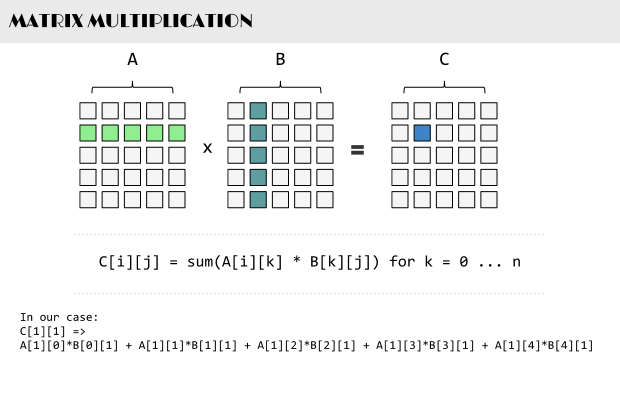 MATRIX MULTIPLICATION
A B C
x =
C[i][j] = sum(A[i][k] * B[k][j]) for k = 0 ... n
In our case:
C[1][1] =>
A[1][0]*B[0][1] + A[1][1]*B[1][1] + A[1][2]*B[2][1] + A[1][3]*B[3][1] + A[1][4]*B[4][1]